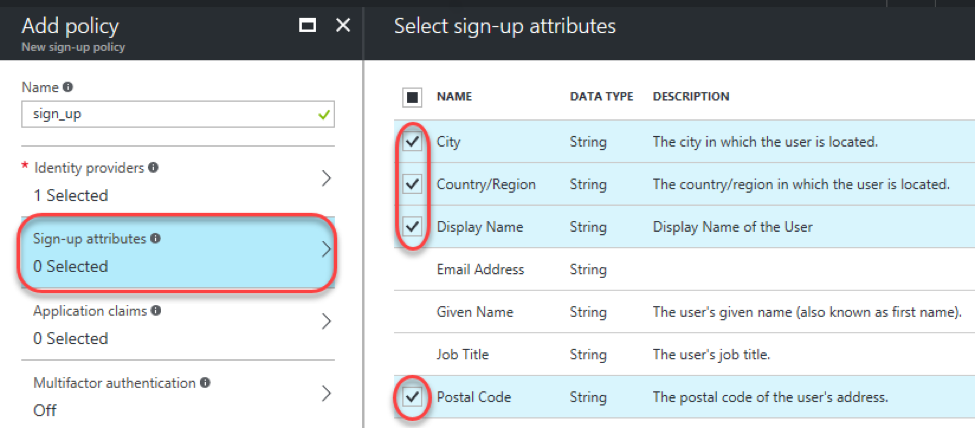 Add policy
New sign-up policy
Name
sign_up
* Identity providers
1 Selected
Sign-up attributes
0 Selected
Application claims
0 Selected
Multifactor authentication
Off
Select sign-up attributes
NAME DATA TYPE DESCRIPTION
City String The city in which the user is located.
Country/Region String The country/region in which the user is located.
Display Name String Display Name of the User
Email Address String
Given Name String The user's given name (also known as first name).
Job Title String The user's job title.
Postal Code String The postal code of the user's address.